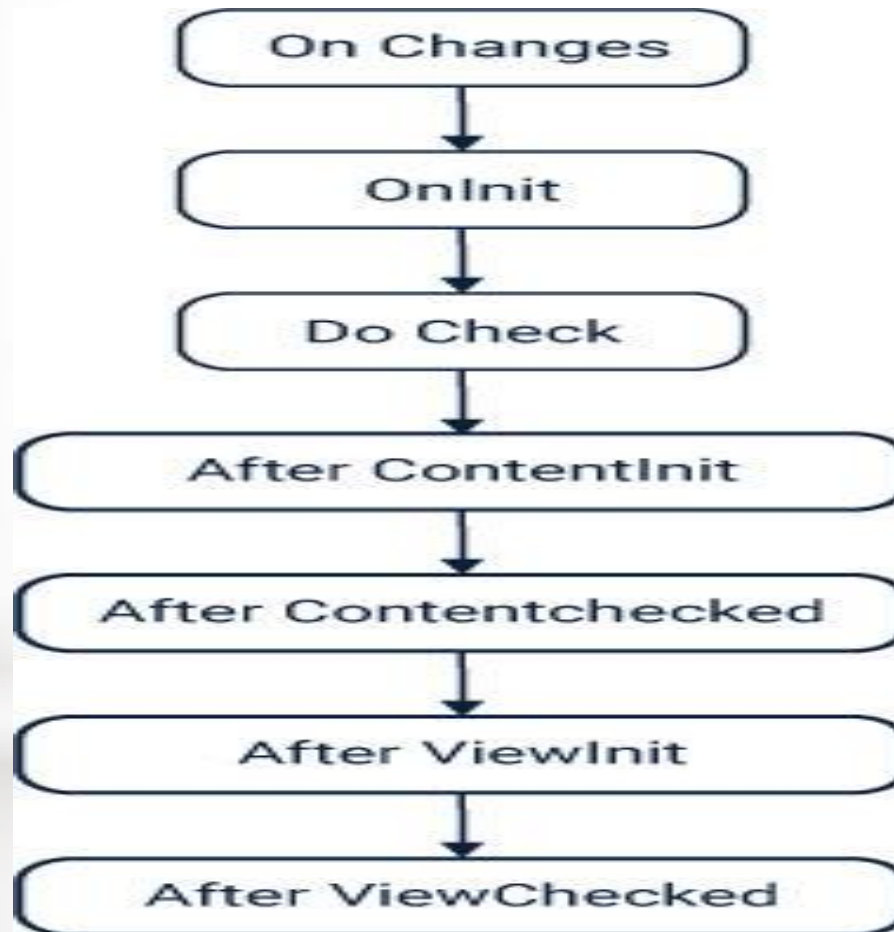 On Changes
OnInit
Do Check
After ContentInit
After Contentchecked
After ViewInit
After ViewChecked